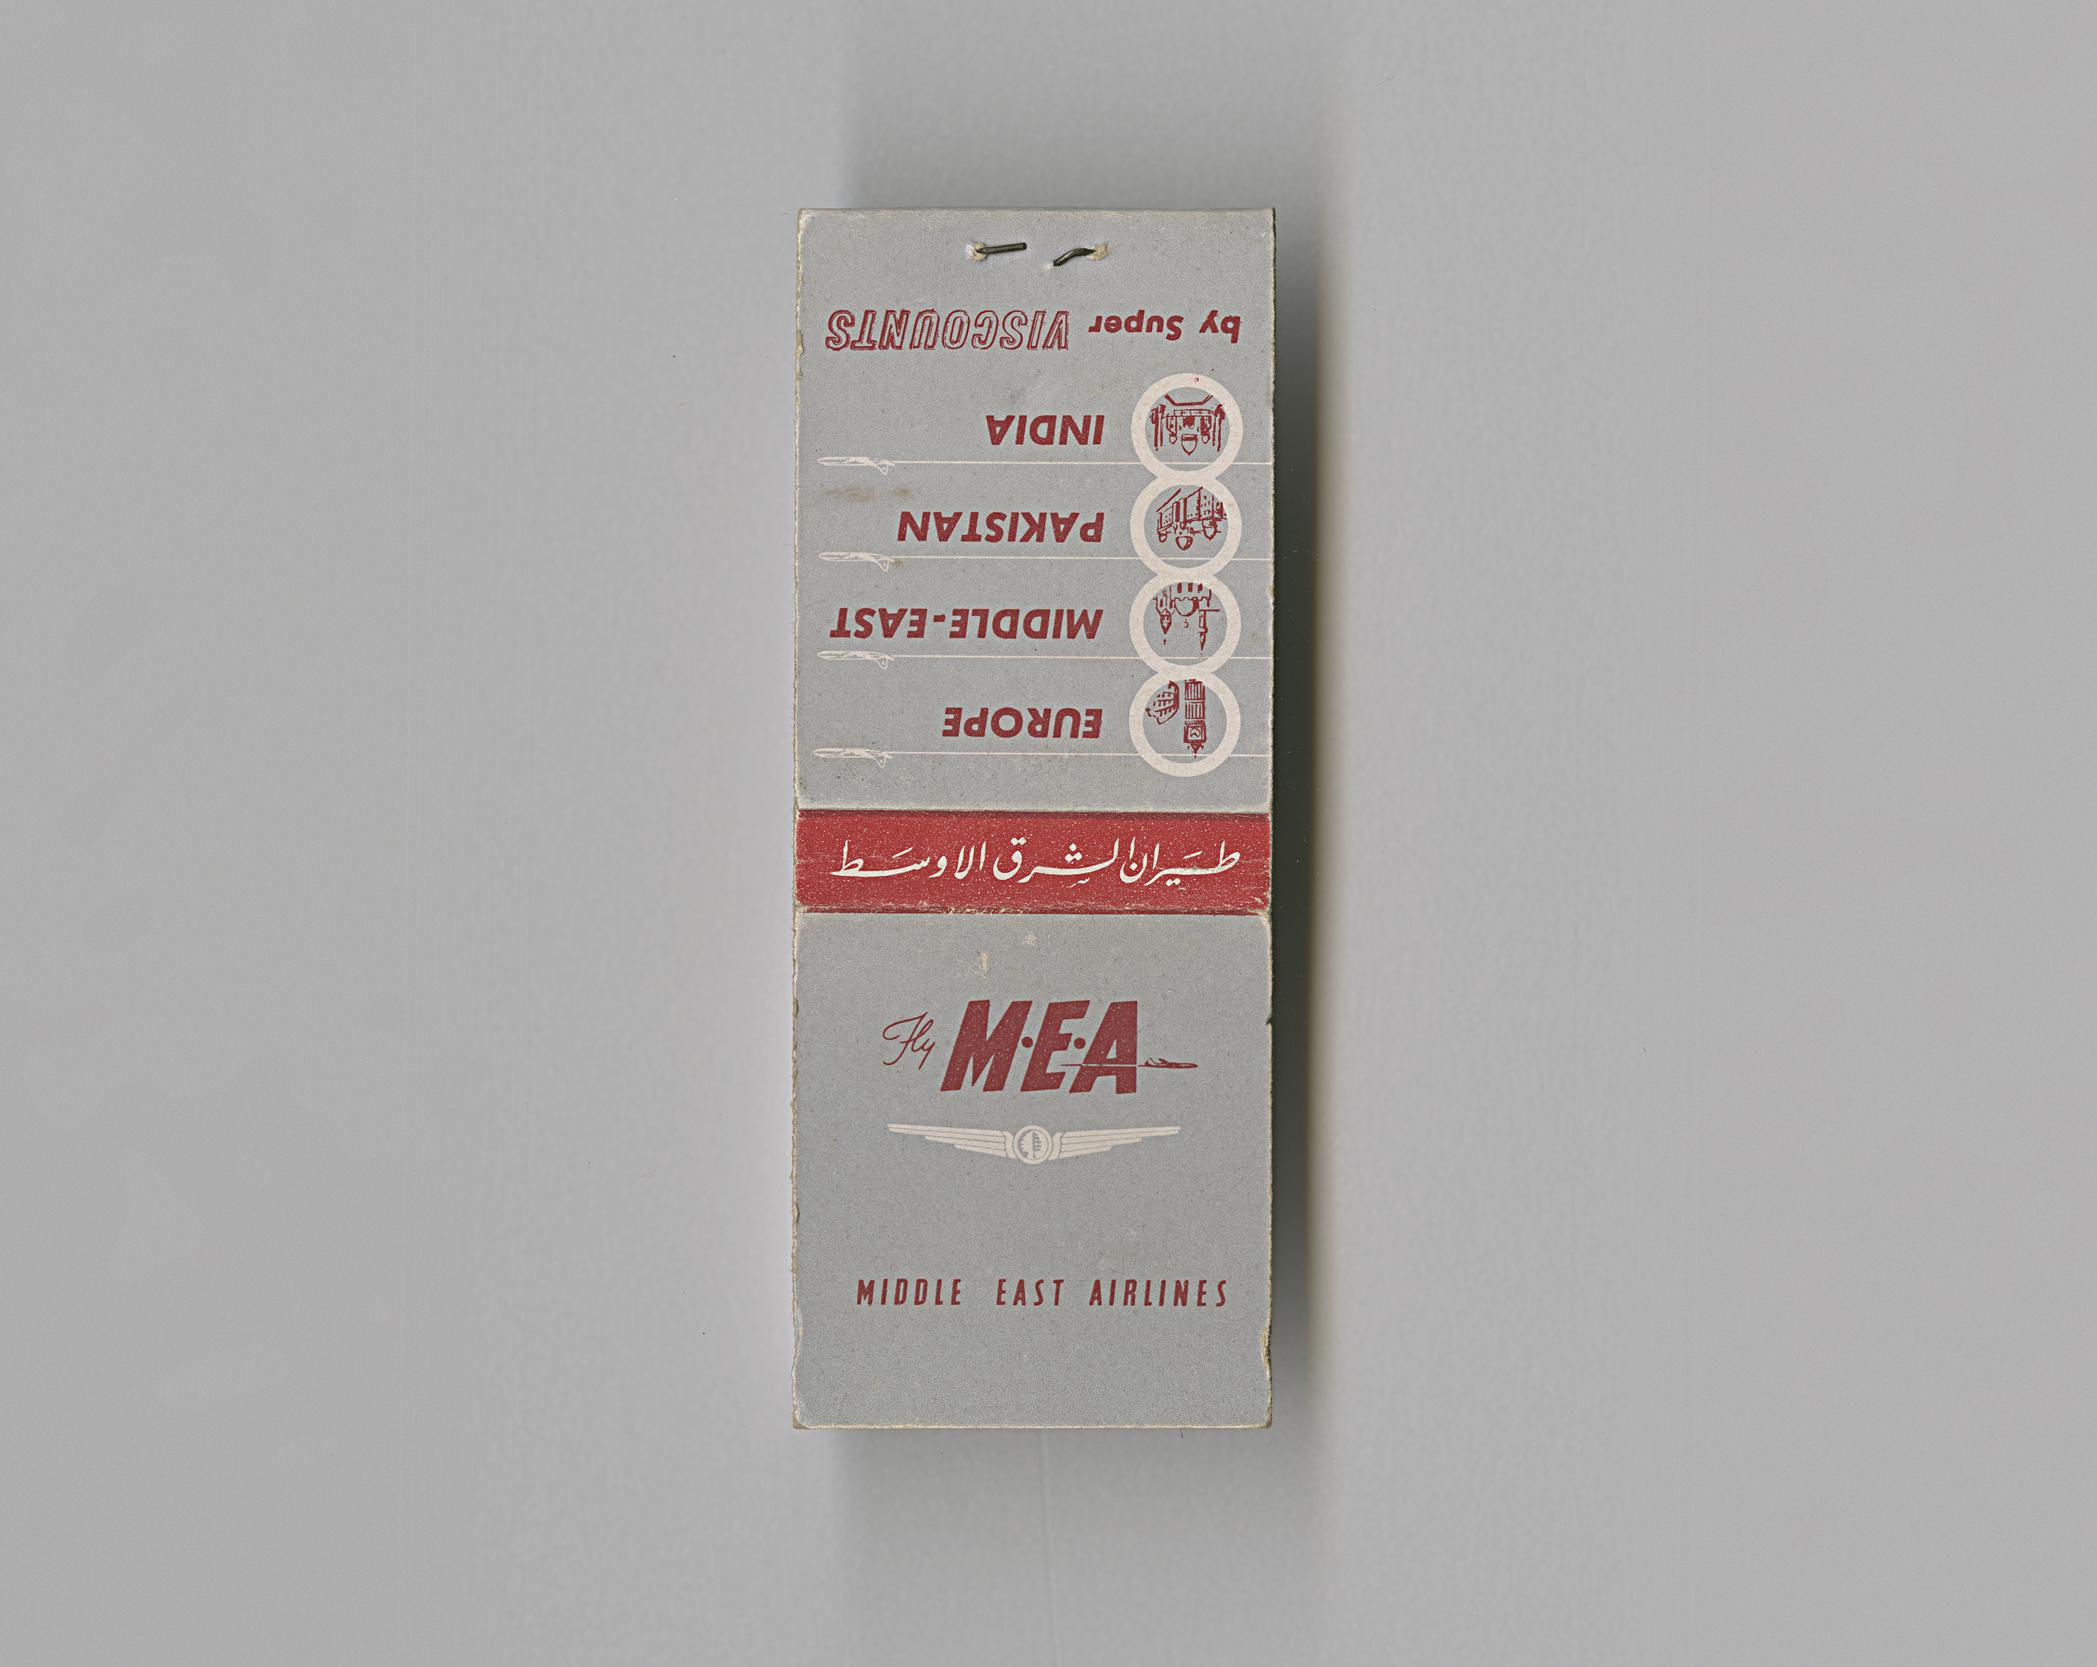 EUROPE
MIDDLE-EAST
PAKISTAN
INDIA
by Super VISCOUNTS
طيران الشرق الاوسط
Fly M·E·A
MIDDLE EAST AIRLINES